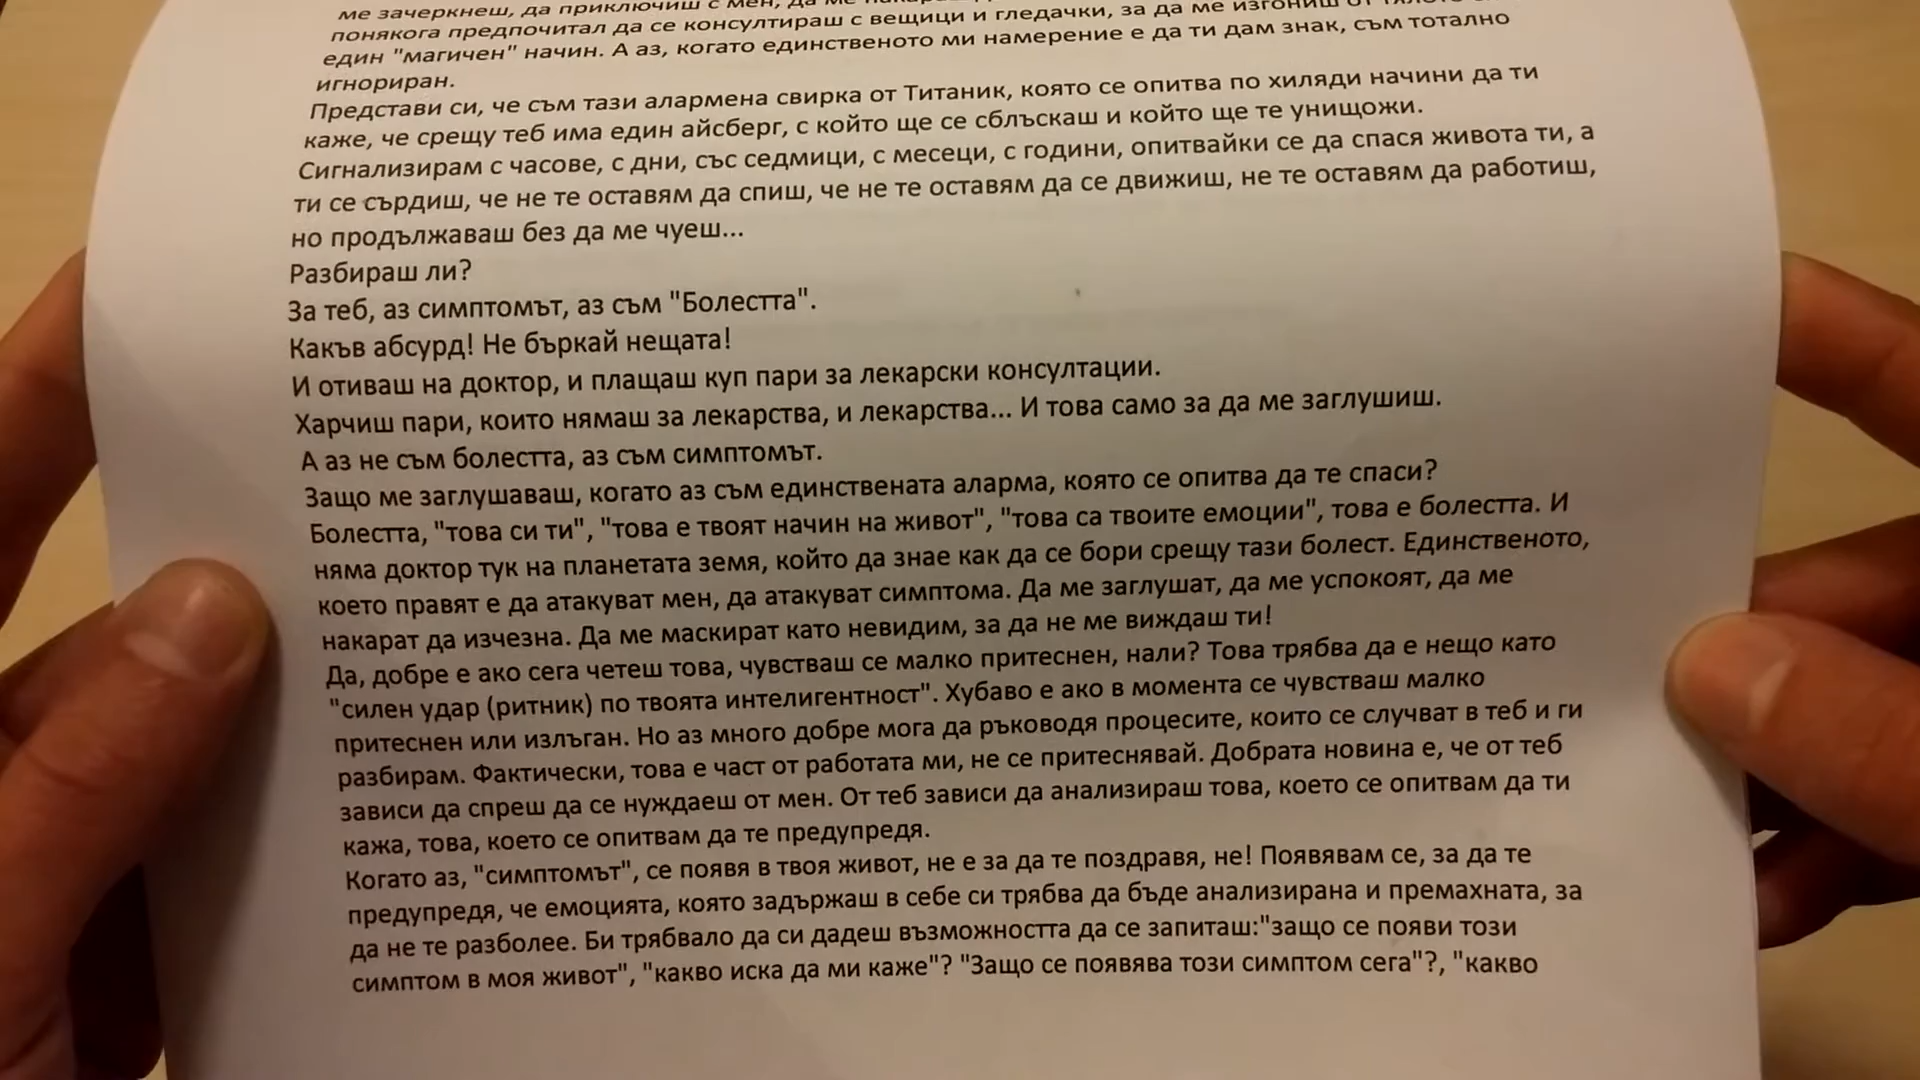 ме зачеркнеш, да приключиш с мен, да ме
понякога предпочитал да се консултираш с вещици и гледачки, за да ме изгониш от
един "магичен" начин. А аз, когато единственото ми намерение е да ти дам знак, съм тотално
игнориран.
Представи си, че съм тази алармена свирка от Титаник, която се опитва по хиляди начини да ти
каже, че срещу теб има един айсберг, с който ще се сблъскаш и който ще те унищожи.
Сигнализирам с часове, с дни, със седмици, с месеци, с години, опитвайки се да спася живота ти, а
ти се сърдиш, че не те оставям да спиш, че не те оставям да се движиш, не те оставям да работиш,
но продължаваш без да ме чуеш...
Разбираш ли?
За теб, аз симптомът, аз съм "Болестта".
Какъв абсурд! Не бъркай нещата!
И отиваш на доктор, и плащаш куп пари за лекарски консултации.
Харчиш пари, които нямаш за лекарства, и лекарства... И това само за да ме заглушиш.
А аз не съм болестта, аз съм симптомът.
Защо ме заглушаваш, когато аз съм единствената аларма, която се опитва да те спаси?
Болестта, "това си ти", "това е твоят начин на живот", "това са твоите емоции", това е болестта. И
няма доктор тук на планетата земя, който да знае как да се бори срещу тази болест. Единственото,
което правят е да атакуват мен, да атакуват симптома. Да ме заглушат, да ме успокоят, да ме
накарат да изчезна. Да ме маскират като невидим, за да не ме виждаш ти!
Да, добре е ако сега четеш това, чувстваш се малко притеснен, нали? Това трябва да е нещо като
"силен удар (ритник) по твоята интелигентност". Хубаво е ако в момента се чувстваш малко
притеснен или излъган. Но аз много добре мога да ръководя процесите, които се случват в теб и ги
разбирам. Фактически, това е част от работата ми, не се притеснявай. Добрата новина е, че от теб
зависи да спреш да се нуждаеш от мен. От теб зависи да анализираш това, което се опитвам да ти
кажа, това, което се опитвам да те предупредя.
Когато аз, "симптомът", се появя в твоя живот, не е за да те поздравя, не! Появявам се, за да те
предупредя, че емоцията, която задържаш в себе си трябва да бъде анализирана и премахната, за
да не те разболее. Би трябвало да си дадеш възможността да се запиташ:"защо се появи този
симптом в моя живот", "какво иска да ми каже"? "Защо се появява този симптом сега"?, "какво